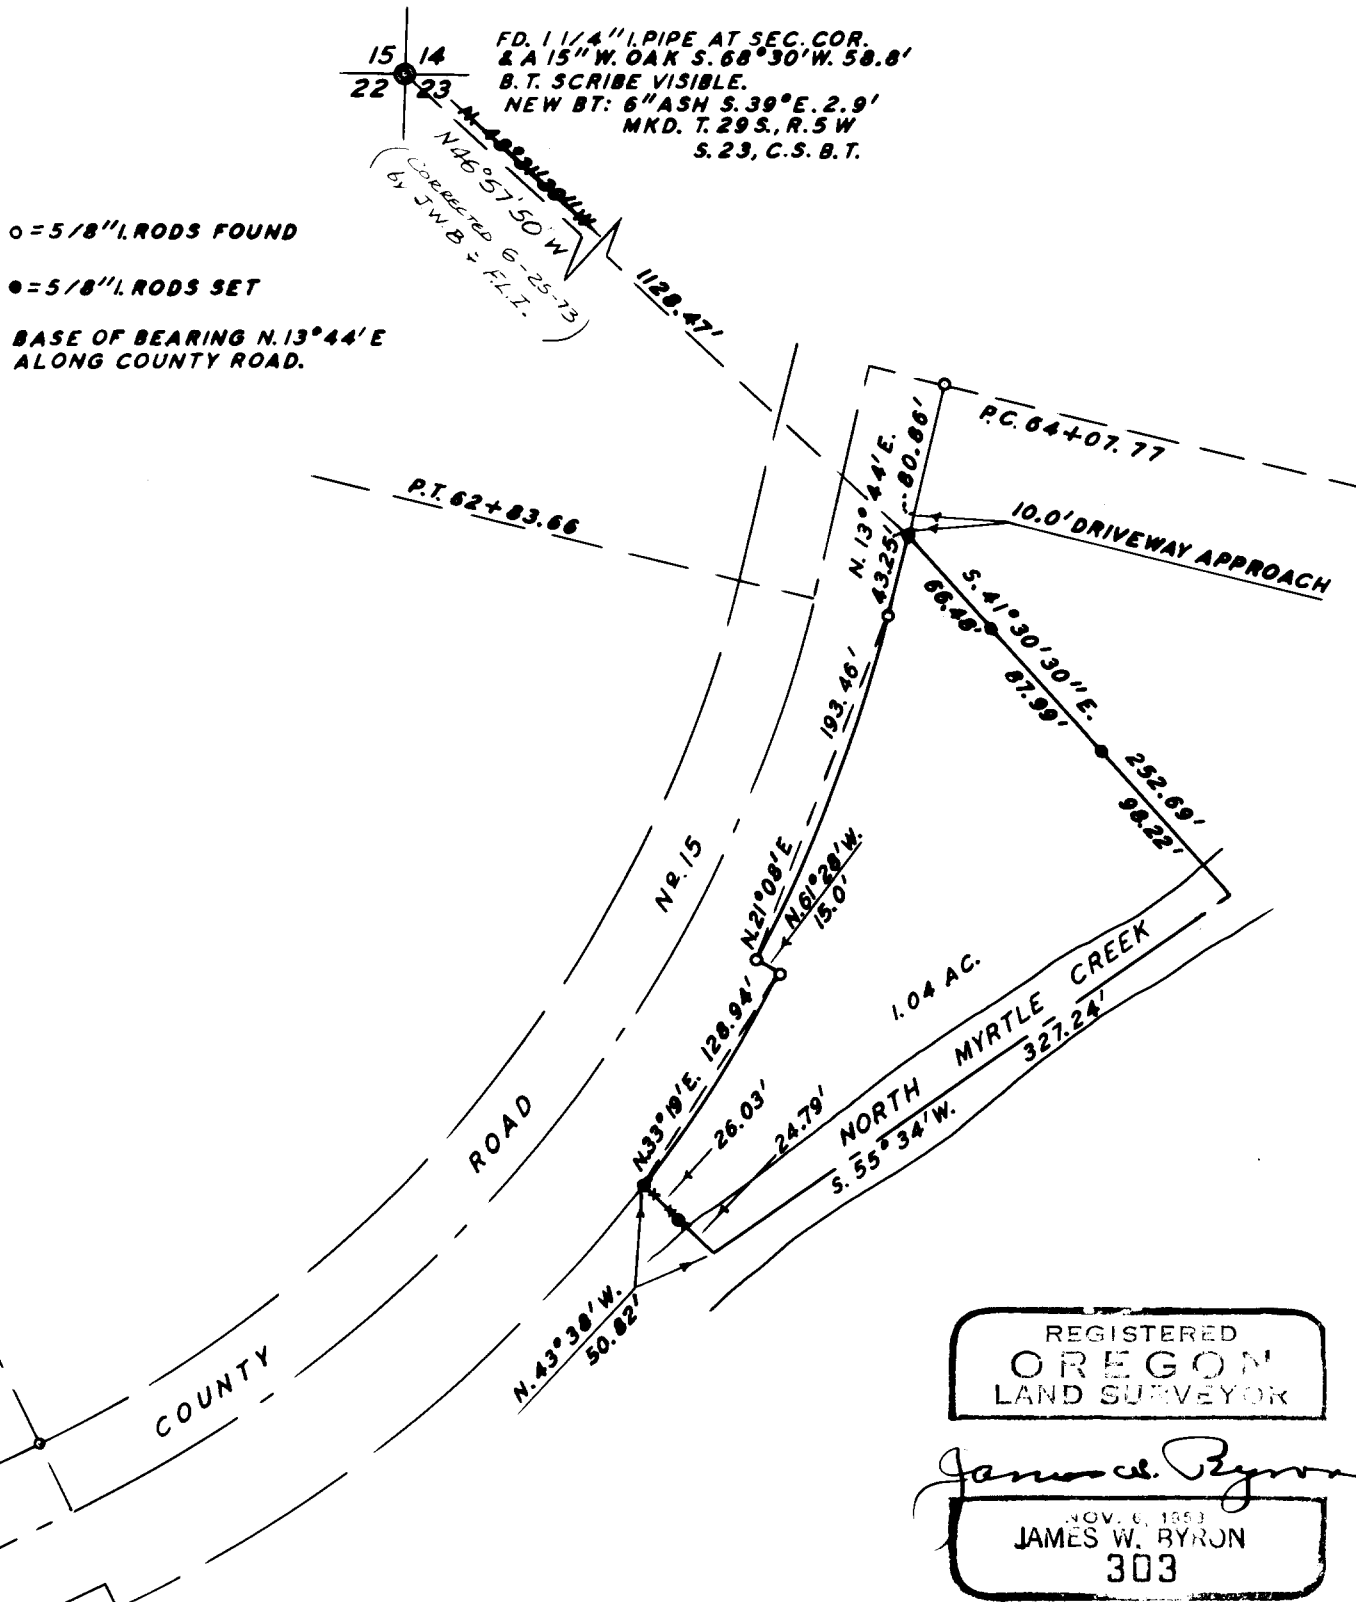 15 14
22 23
FD. 1 1/4" I. PIPE AT SEC. COR.
& A 15" W. OAK S. 68°30' W. 58.8'
B.T. SCRIBE VISIBLE.
NEW BT: 6" ASH S. 39° E. 2.9'
MKD. T. 29 S., R. 5 W
S. 23, C.S. B.T.
N46°57'50"W
(CORRECTED 6-25-73
by J.W.B & F.L.I.)
1128.47'
o = 5/8" I. RODS FOUND
● = 5/8" I. RODS SET
BASE OF BEARING N. 13°44' E
ALONG COUNTY ROAD.
P.C. 64+07.77
P.T. 62+83.66
N. 13° 44' E.
80.86'
43.25'
10.0' DRIVEWAY APPROACH
S. 41°30'30" E.
66.48'
87.99'
252.69'
98.22'
193.46'
N.21°08'E
N.61°28'W.
15.0'
NO. 15
1.04 AC.
NORTH MYRTLE CREEK
327.24'
S. 55° 34' W.
N.33°19'E. 128.94'
26.03'
24.79'
ROAD
N. 43°38' W.
50.82'
COUNTY
REGISTERED
OREGON
LAND SURVEYOR
James W. Byron
NOV. 6, 1953
JAMES W. BYRON
303